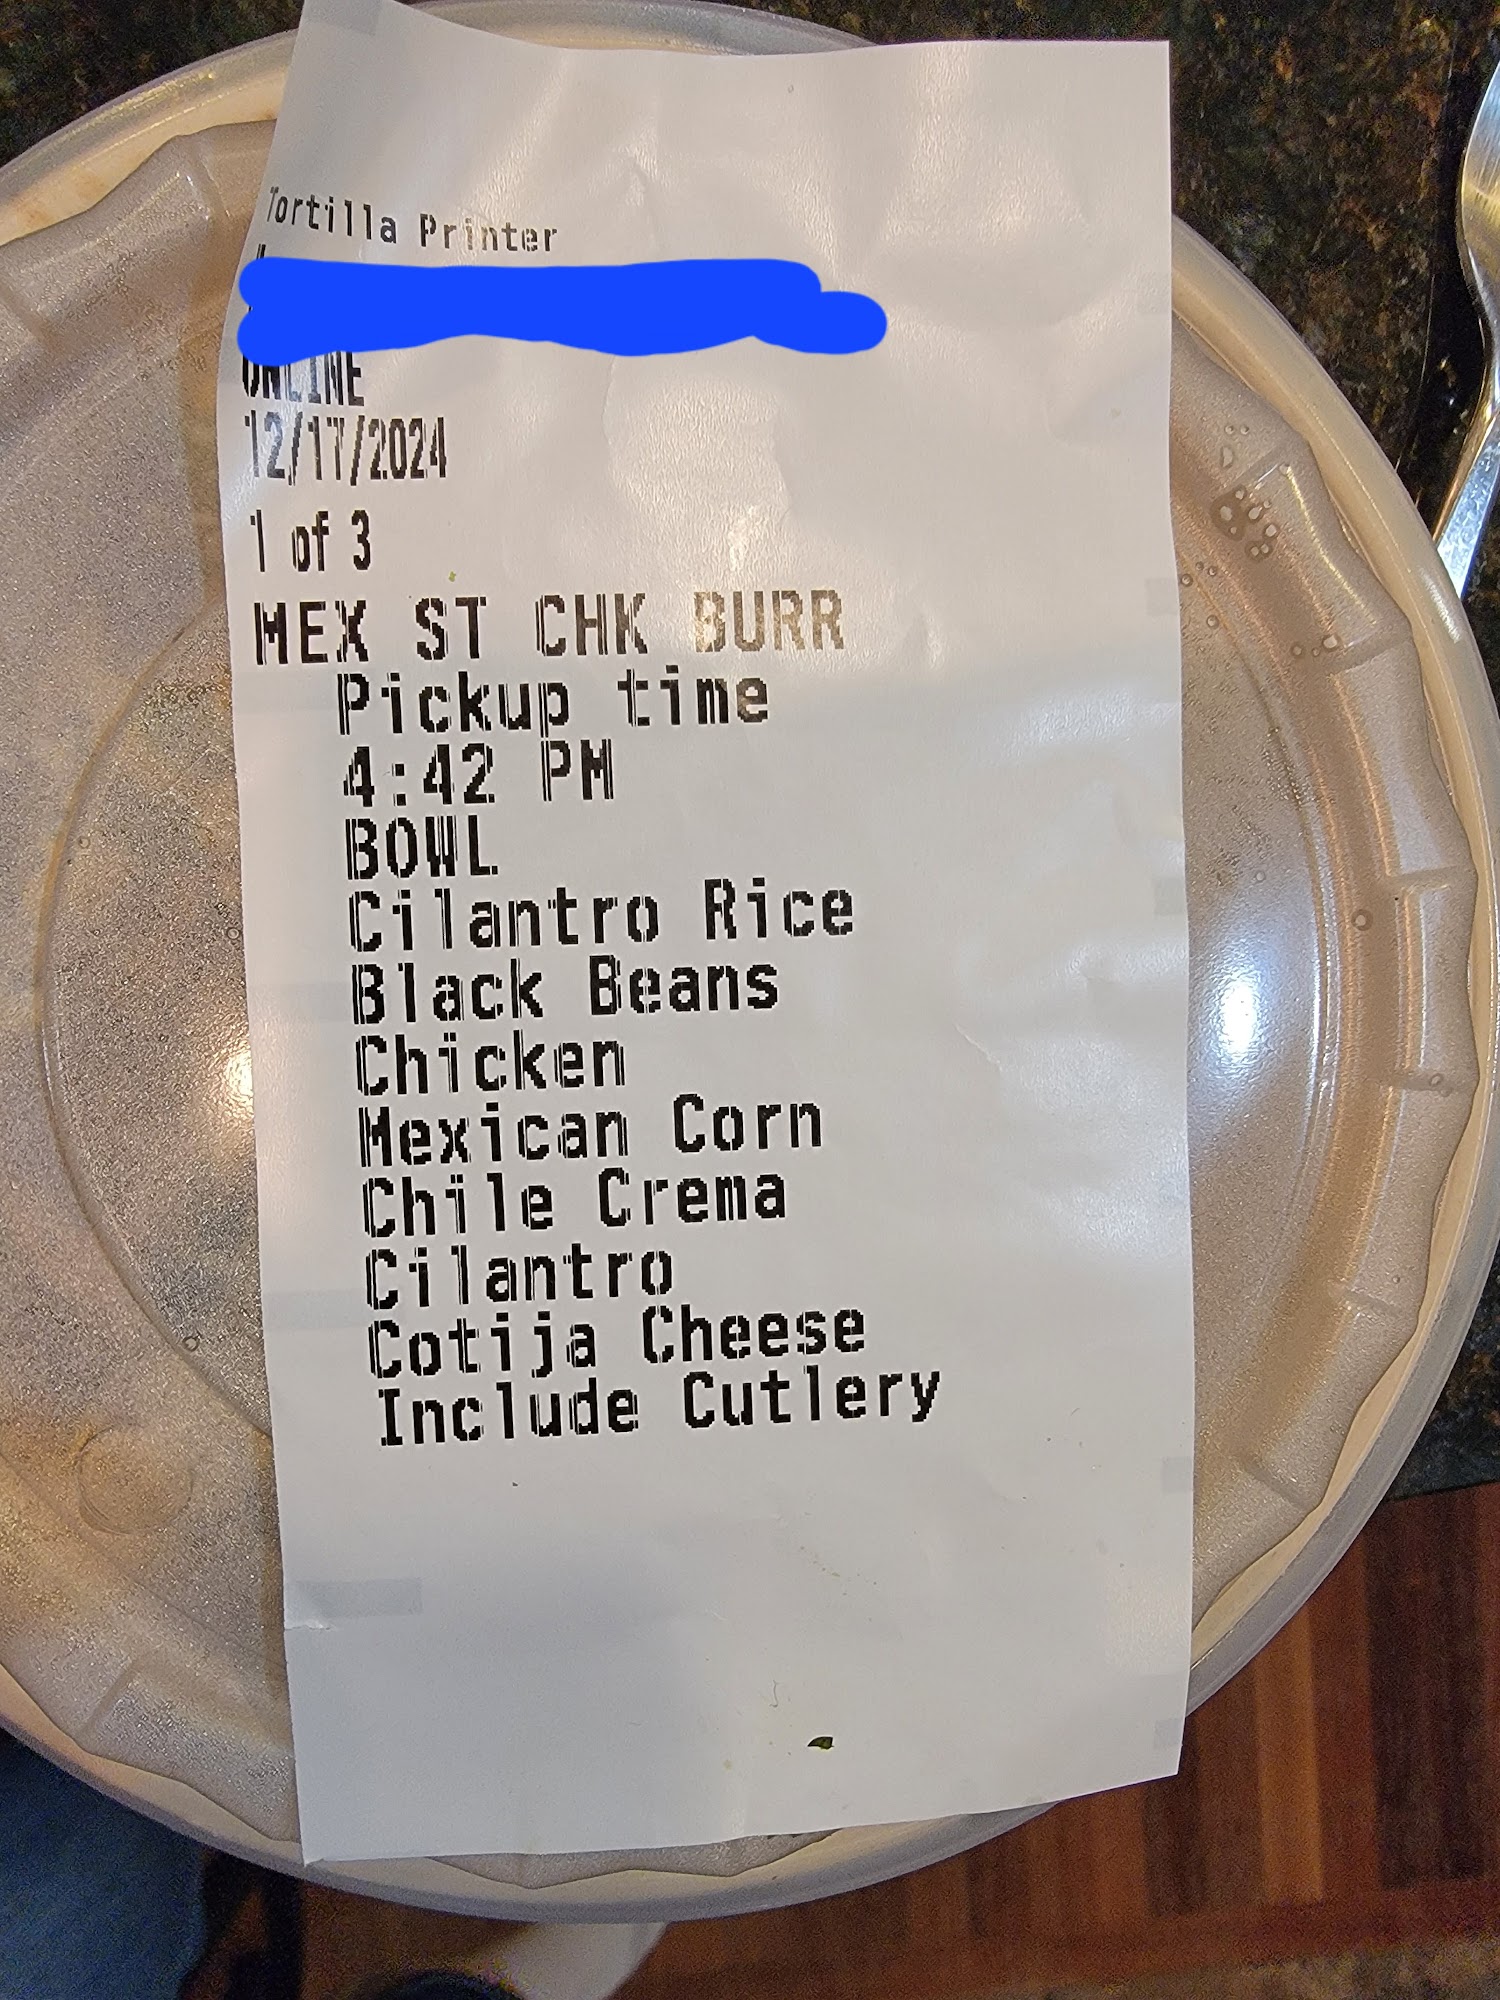 Tortilla Printer
ONLINE
12/17/2024
1 of 3
MEX ST CHK BURR
Pickup time
4:42 PM
BOWL
Cilantro Rice
Black Beans
Chicken
Mexican Corn
Chile Crema
Cilantro
Cotija Cheese
Include Cutlery